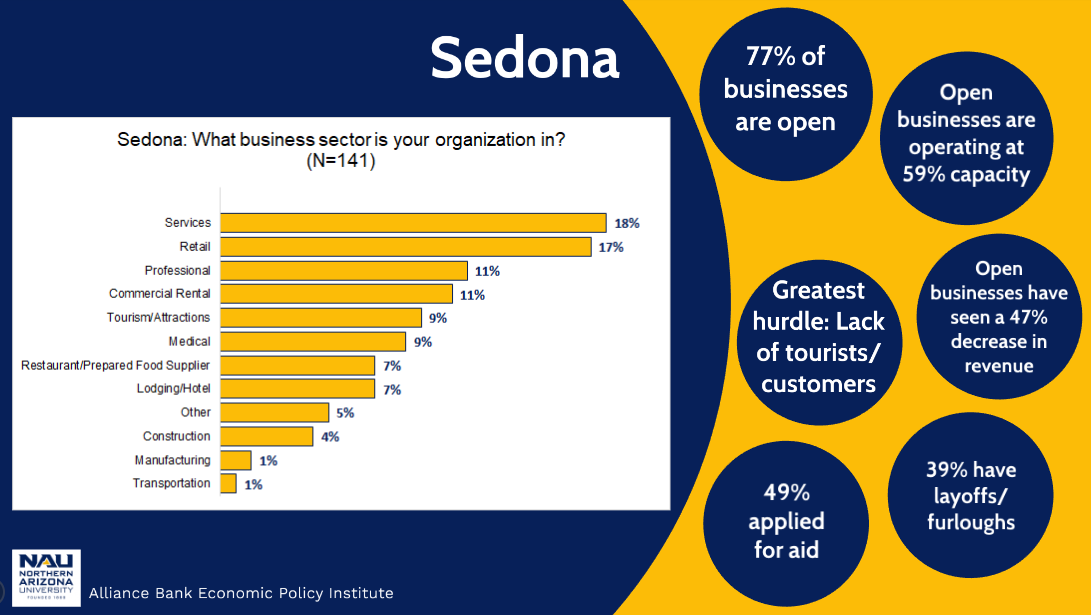 Sedona
Sedona: What business sector is your organization in?
(N=141)
Services 18%
Retail 17%
Professional 11%
Commercial Rental 11%
Tourism/Attractions 9%
Medical 9%
Restaurant/Prepared Food Supplier 7%
Lodging/Hotel 7%
Other 5%
Construction 4%
Manufacturing 1%
Transportation 1%
77% of
businesses
are open
Open
businesses are
operating at
59% capacity
Open
businesses have
seen a 47%
decrease in
revenue
Greatest
hurdle: Lack
of tourists/
customers
39% have
layoffs/
furloughs
49%
applied
for aid
NAU
NORTHERN
ARIZONA
UNIVERSITY
FOUNDED 1899
Alliance Bank Economic Policy Institute